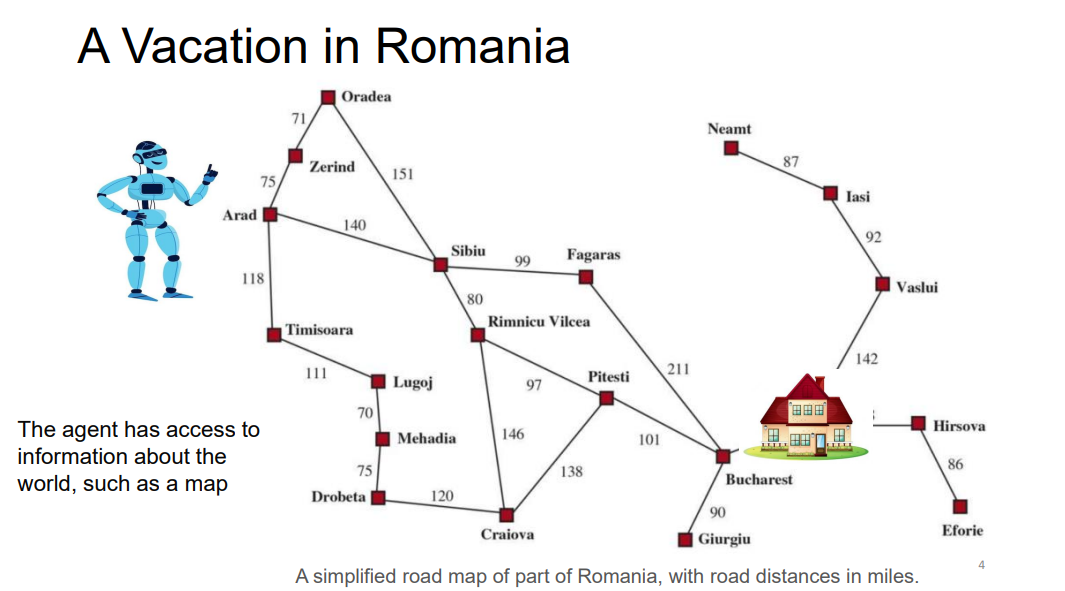 A Vacation in Romania
Oradea
71
Neamt
87
Zerind
151
75
Iasi
Arad
140
92
Sibiu
99
Fagaras
118
80
Vaslui
Rimnicu Vilcea
Timisoara
142
211
111
Pitesti
Lugoj
97
70
The agent has access to
information about the
world, such as a map
Mehadia
146
101
Hirsova
75
138
86
Bucharest
Drobeta
120
90
Craiova
Giurgiu
Eforie
A simplified road map of part of Romania, with road distances in miles.
4